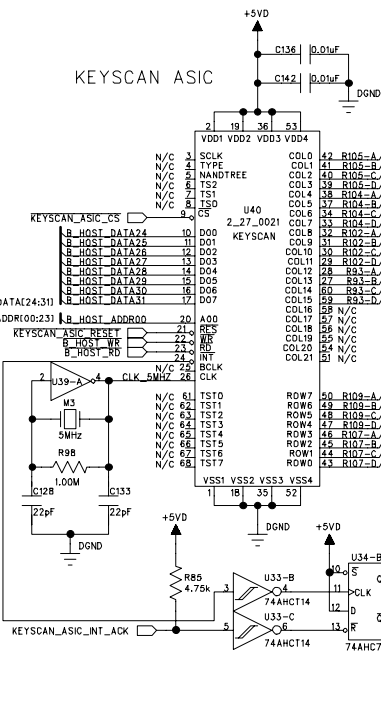 +5VD
C136 0.01uF
KEYSCAN ASIC
C142 0.01uF
DGND
2 19 36 53
VDD1 VDD2 VDD3 VDD4
N/C 3 SCLK COL0 42 R105-A
N/C 4 TYPE COL1 41 R105-B
N/C 5 NANDTREE COL2 40 R105-C
N/C 6 TS2 COL3 39 R105-D
N/C 7 TS1 COL4 38 R104-A
N/C 8 TS0 COL5 37 R104-B
KEYSCAN_ASIC_CS 9 CS U40 COL6 34 R104-C
2_27_0021 COL7 33 R104-D
B_HOST_DATA24 10 D00 KEYSCAN COL8 32 R102-A
B_HOST_DATA25 11 D01 COL9 31 R102-B
B_HOST_DATA26 12 D02 COL10 30 R102-C
B_HOST_DATA27 13 D03 COL11 29 R102-D
B_HOST_DATA28 14 D04 COL12 28 R93-A
B_HOST_DATA29 15 D05 COL13 27 R93-B
B_HOST_DATA30 16 D06 COL14 60 R93-C
DATA[24:31] B_HOST_DATA31 17 D07 COL15 59 R93-D
COL16 58 N/C
ADDR[00:23] B_HOST_ADDR00 20 A00 COL17 57 N/C
KEYSCAN_ASIC_RESET 21 RES COL18 56 N/C
B_HOST_WR 22 WR COL19 55 N/C
B_HOST_RD 23 RD COL20 54 N/C
24 INT COL21 51 N/C
N/C 25 BCLK
U39-A 2 4 CLK_5MHZ 26 CLK
N/C 61 TST0 ROW7 50 R109-A
N/C 62 TST1 ROW6 49 R109-B
N/C 63 TST2 ROW5 48 R109-C
N/C 64 TST3 ROW4 47 R109-D
N/C 65 TST4 ROW3 46 R107-A
N/C 66 TST5 ROW2 45 R107-B
N/C 67 TST6 ROW1 44 R107-C
N/C 68 TST7 ROW0 43 R107-D
M3
5MHz
R98
1.00M
VSS1 VSS2 VSS3 VSS4
1 18 35 52
C128 C133
22pF 22pF
DGND
DGND
+5VD
+5VD
R85
4.75k
U33-B
3 4
74AHCT14
U33-C
5 6
74AHCT14
KEYSCAN_ASIC_INT_ACK
U34-B
10 S Q
11 >CLK
12 D
13 R Q
74AHC7